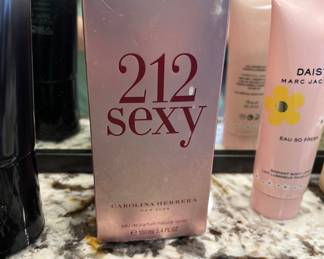 212
sexy
CAROLINA HERRERA
NEW YORK
100ml 3.4 FL.OZ
DAIS
MARC JAC
EAU SO FRESH